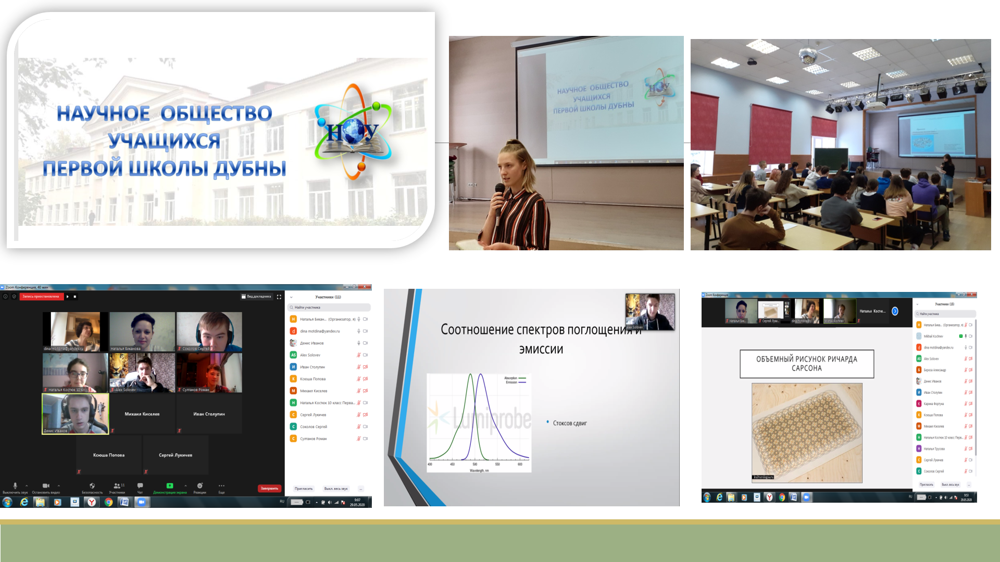 НАУЧНОЕ ОБЩЕСТВО
УЧАЩИХСЯ
ПЕРВОЙ ШКОЛЫ ДУБНЫ
НОУ
НАУЧНОЕ ОБЩЕСТВО
УЧАЩИХСЯ
ПЕРВОЙ ШКОЛЫ ДУБНЫ
НОУ
Zoom Конференция, 40 мин
Запись приостановлена
Вид докладчика
dina motdina@yandex.ru
Наталья Биканова
Соколов Сергей
Наталья Костюк 10 кл
Alex Solovev
Султанов Роман
Денис Иванов
Михаил Киселев
Иван Столупин
Ксюша Попова
Сергей Лукичев
Выключить звук
Остановить видео
Безопасность
11
Участники
Чат
Демонстрация экрана
Реакции
Еще
Завершить
Участники (11)
Найти участника
Н Наталья Бикан... (Организатор, я)
d dina motdina@yandex.ru
Денис Иванов
AS Alex Solovev
И Иван Столупин
К Ксюша Попова
М Михаил Киселев
Н Наталья Костюк 10 класс Перва...
С Сергей Лукичев
С Соколов Сергей
С Султанов Роман
Пригласить
Выкл. весь звук
...
RU
9:07
29.05.2020
Alex Solovev
Соотношение спектров поглощения и
эмиссии
Absorption
Emission
Lumiprobe
400 450 500 550 600
Wavelength, nm
• Стоксов сдвиг
Zoom Конференция
Наталья Бик...
Сергей Луки...
dina motdina@y...
Mikhail Kochnev
Наталья Костю...
ОБЪЕМНЫЙ РИСУНОК РИЧАРДА
САРСОНА
kulturologia.ru
Участники (15)
Найти участника
Н Наталья Бика... (Организатор, я)
Mikhail Kochnev
d dina motdina@yandex.ru
AS Alex Solovev
Б Береза Александр
Денис Иванов
И Иван Столупин
К Карина Фортуна
К Ксюша Попова
М Михаил Киселев
Н Наталья Костюк 10 класс Перв...
Н Наталья Трусова
С Сергей Лукичев
С Соколов Сергей
Пригласить
Выкл. весь звук
...
RU
9:53
29.05.2020